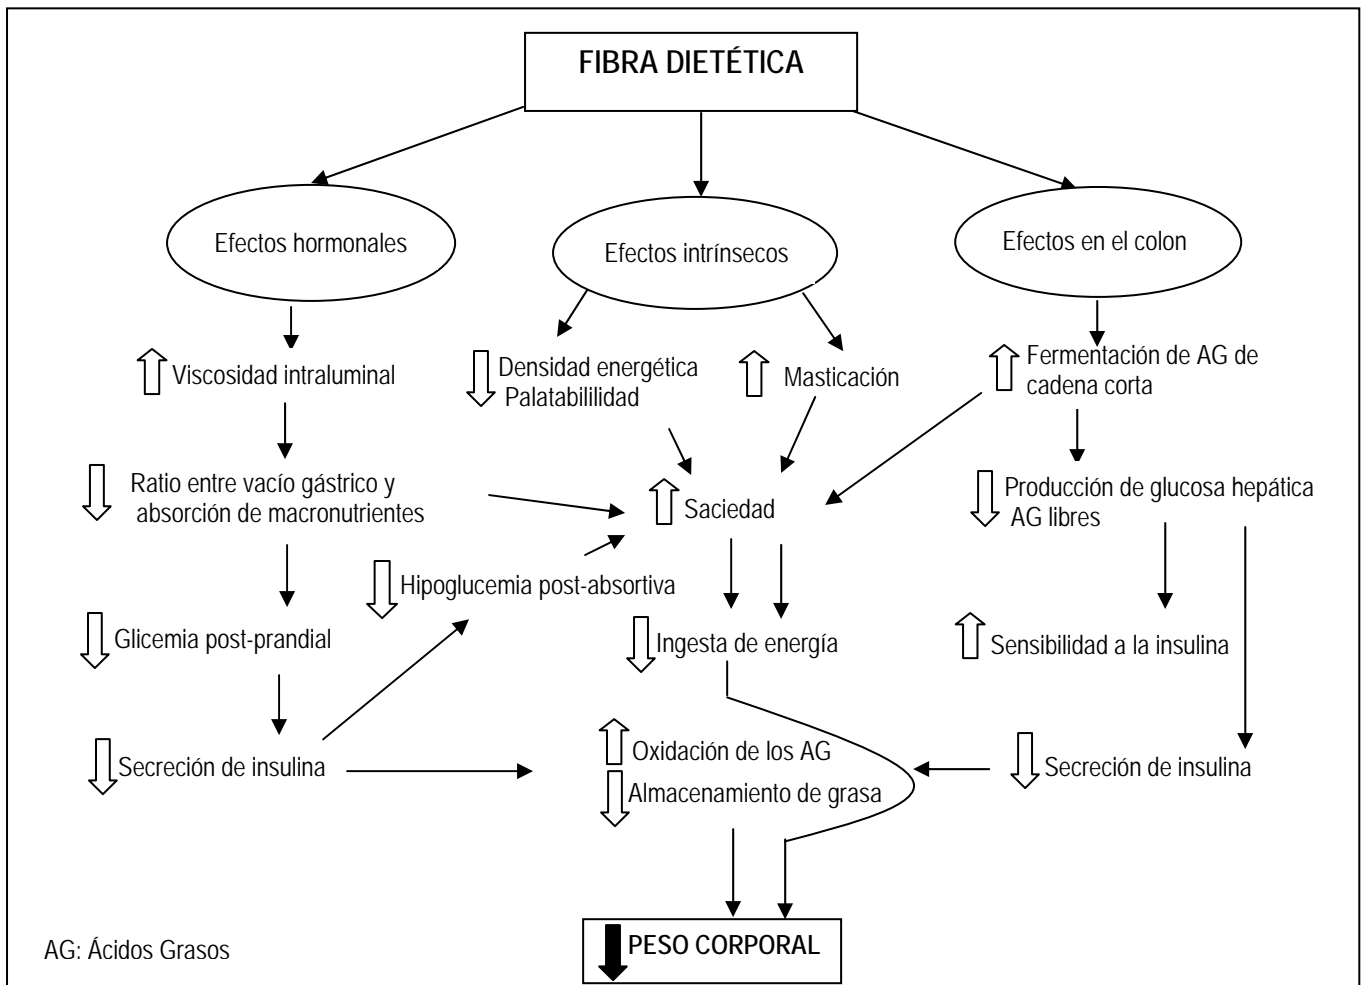 FIBRA DIETÉTICA
Efectos hormonales
Efectos intrínsecos
Efectos en el colon
Viscosidad intraluminal
Densidad energética
Palatabililidad
Masticación
Fermentación de AG de
cadena corta
Ratio entre vacío gástrico y
absorción de macronutrientes
Saciedad
Producción de glucosa hepática
AG libres
Hipoglucemia post-absortiva
Glicemia post-prandial
Ingesta de energía
Sensibilidad a la insulina
Secreción de insulina
Oxidación de los AG
Almacenamiento de grasa
Secreción de insulina
PESO CORPORAL
AG: Ácidos Grasos